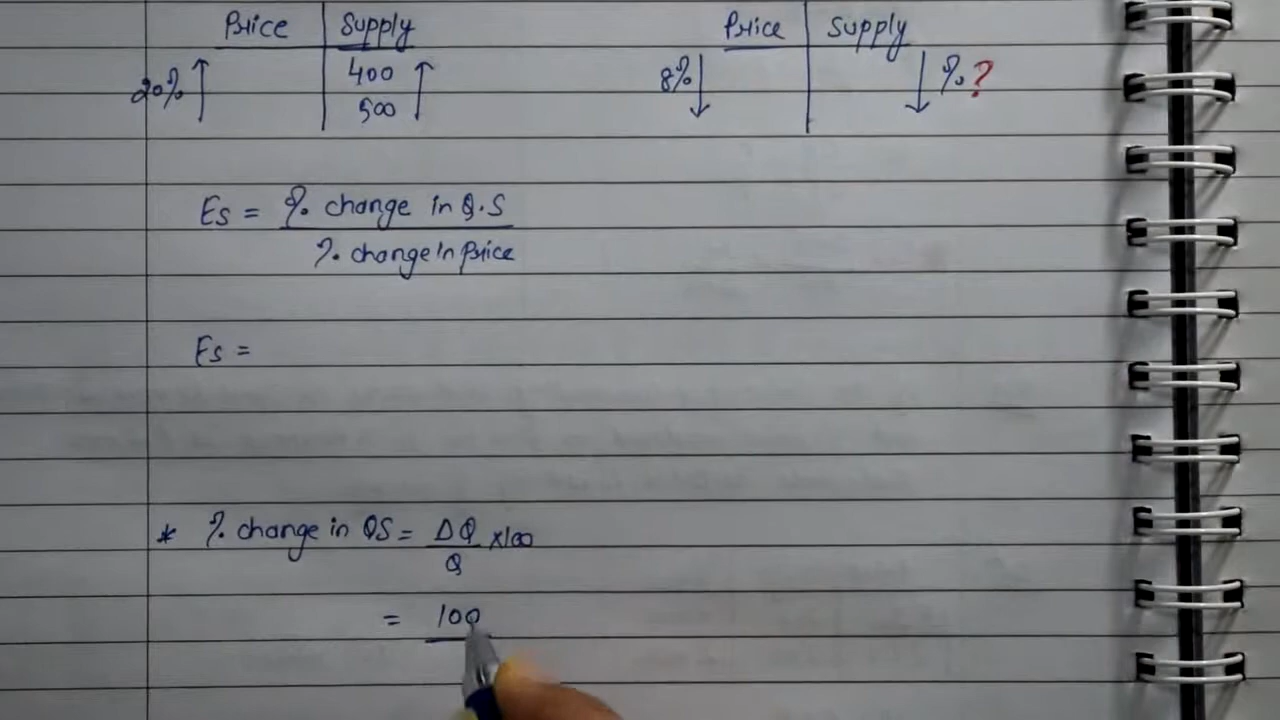 Price Supply
20% ↑ 400 ↑
500
Price Supply
8% ↓ ↓ %?
Es = % change in Q.S
% change in price
Es =
* % change in QS = ΔQ ×100
Q
= 100